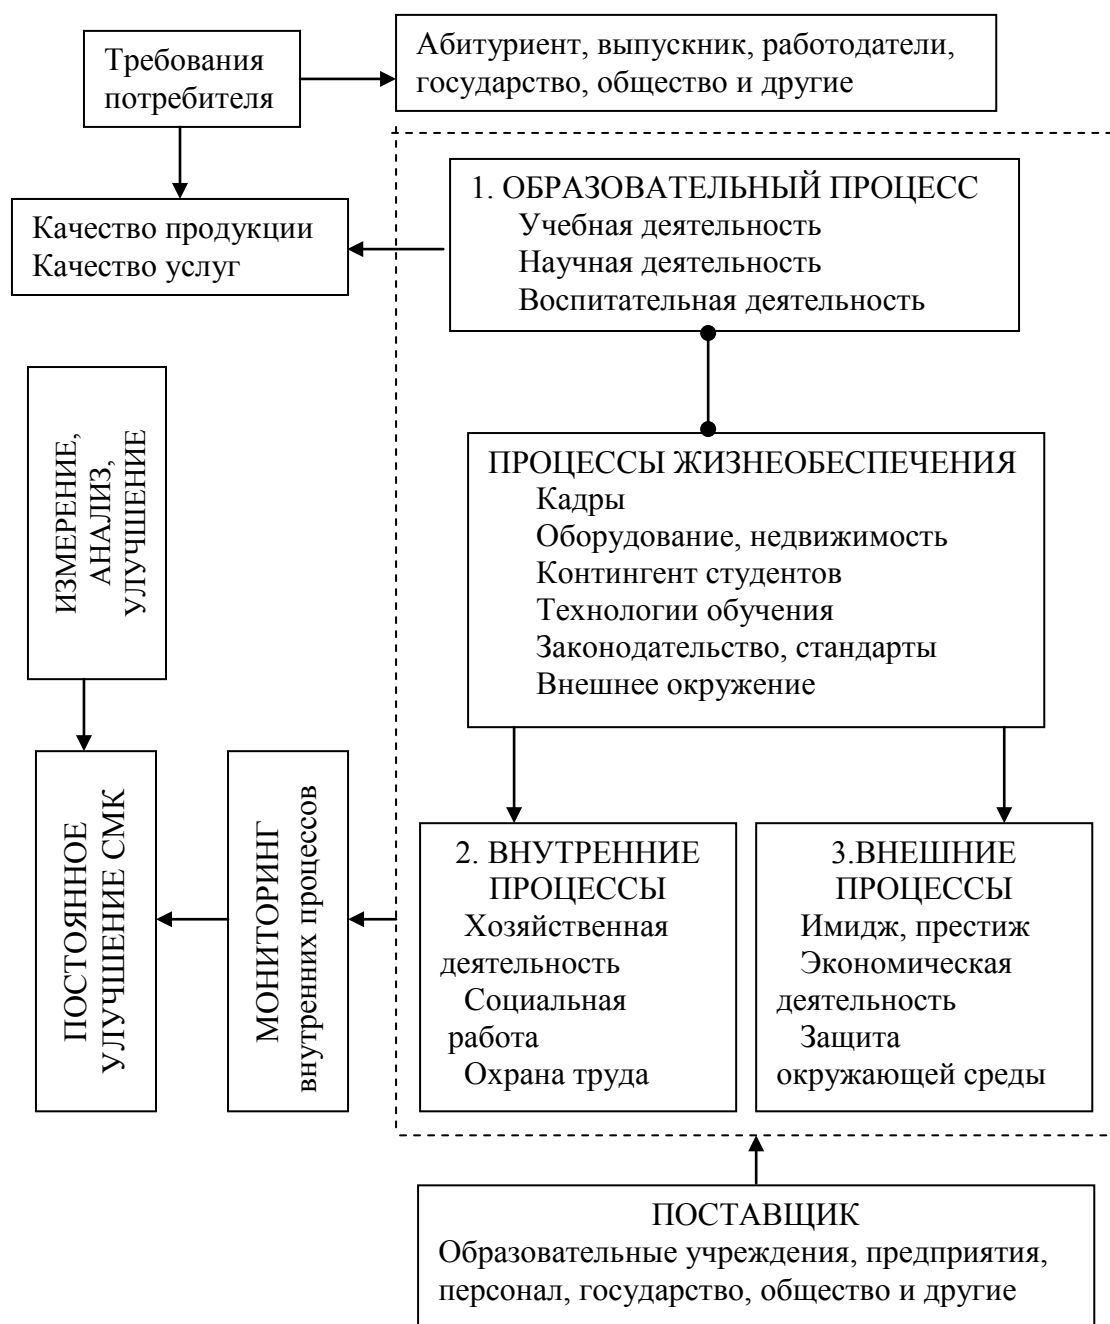 Требования
потребителя
Абитуриент, выпускник, работодатели,
государство, общество и другие
1. ОБРАЗОВАТЕЛЬНЫЙ ПРОЦЕСС
Учебная деятельность
Научная деятельность
Воспитательная деятельность
Качество продукции
Качество услуг
ИЗМЕРЕНИЕ,
АНАЛИЗ,
УЛУЧШЕНИЕ
ПРОЦЕССЫ ЖИЗНЕОБЕСПЕЧЕНИЯ
Кадры
Оборудование, недвижимость
Контингент студентов
Технологии обучения
Законодательство, стандарты
Внешнее окружение
ПОСТОЯННОЕ
УЛУЧШЕНИЕ СМК
МОНИТОРИНГ
внутренних процессов
2. ВНУТРЕННИЕ
ПРОЦЕССЫ
Хозяйственная
деятельность
Социальная
работа
Охрана труда
3.ВНЕШНИЕ
ПРОЦЕССЫ
Имидж, престиж
Экономическая
деятельность
Защита
окружающей среды
ПОСТАВЩИК
Образовательные учреждения, предприятия,
персонал, государство, общество и другие